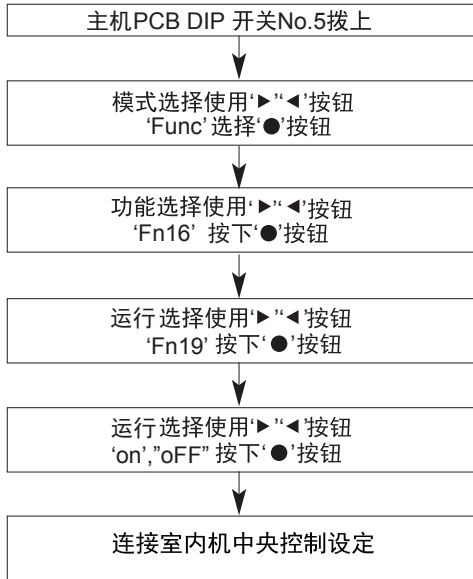 主机PCB DIP 开关No.5拨上
模式选择使用‘▶’‘◀’按钮
‘Func’选择‘●’按钮
功能选择使用‘▶’‘◀’按钮
‘Fn16’ 按下‘●’按钮
运行选择使用‘▶’‘◀’按钮
‘Fn19’ 按下‘●’按钮
运行选择使用‘▶’‘◀’按钮
‘on’,”oFF” 按下‘●’按钮
连接室内机中央控制设定